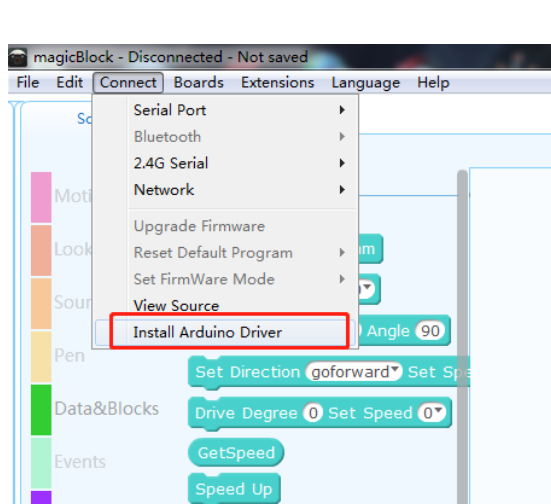 magicBlock - Disconnected - Not saved
File Edit Connect Boards Extensions Language Help
Serial Port
Bluetooth
2.4G Serial
Network
Upgrade Firmware
Reset Default Program
Set FirmWare Mode
View Source
Install Arduino Driver
Angle 90
Pen
Set Direction goforward Set
Data&Blocks
Drive Degree 0 Set Speed 0
Events
GetSpeed
Speed Up